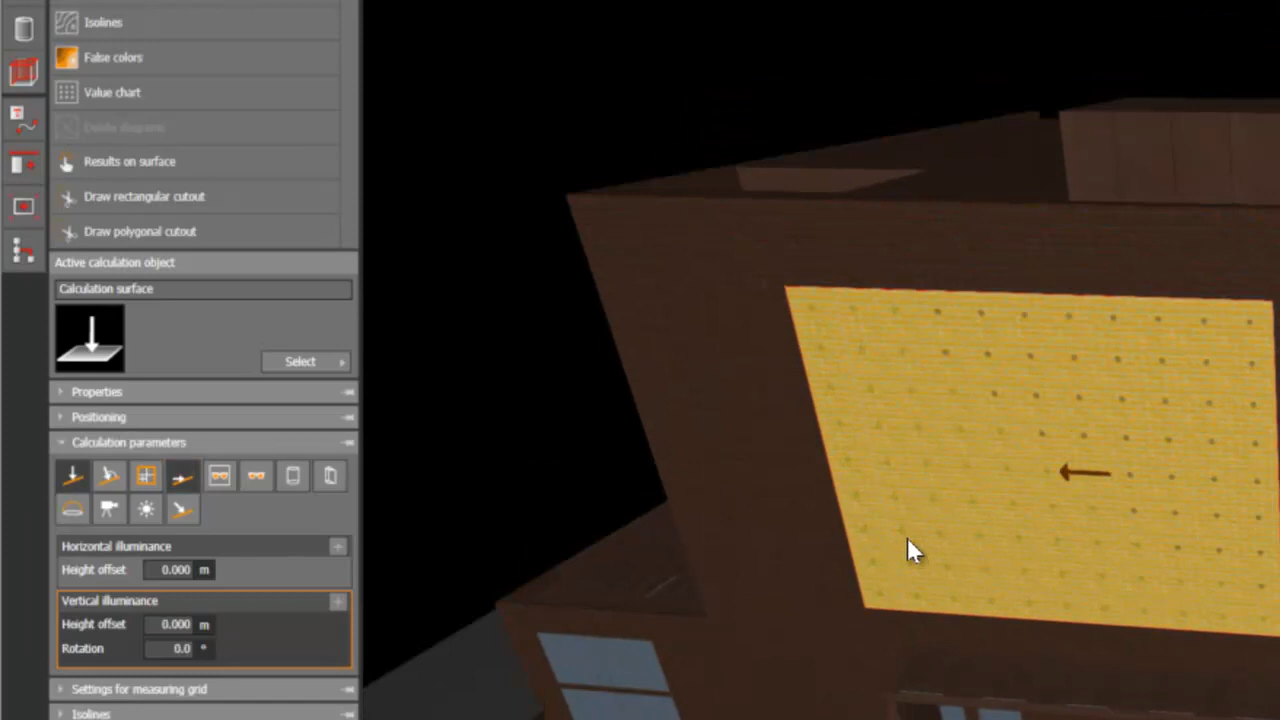 Isolines
False colors
Value chart
Results on surface
Draw rectangular cutout
Draw polygonal cutout
Active calculation object
Calculation surface
Select
Properties
Positioning
Calculation parameters
Horizontal illuminance
Height offset 0.000 m
Vertical illuminance
Height offset 0.000 m
Rotation 0.0 °
Settings for measuring grid
Isolines